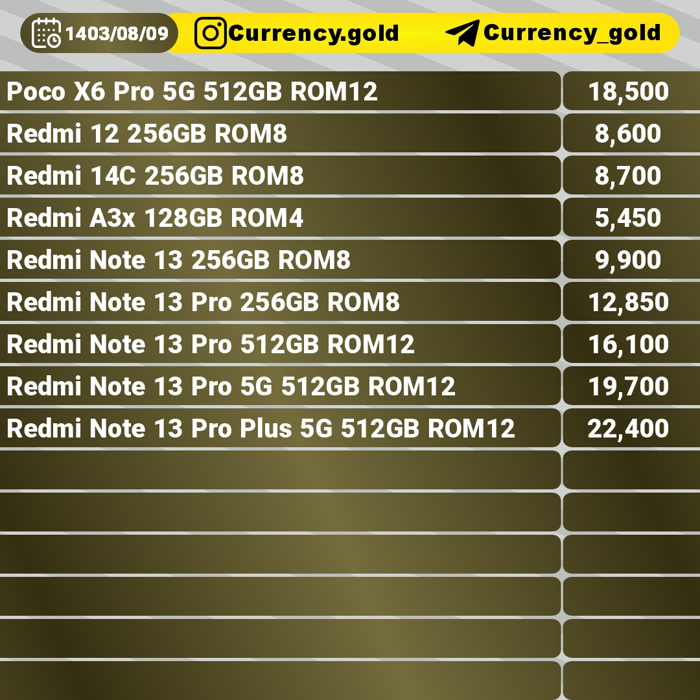 1403/08/09 Currency.gold Currency_gold
Poco X6 Pro 5G 512GB ROM12 18,500
Redmi 12 256GB ROM8 8,600
Redmi 14C 256GB ROM8 8,700
Redmi A3x 128GB ROM4 5,450
Redmi Note 13 256GB ROM8 9,900
Redmi Note 13 Pro 256GB ROM8 12,850
Redmi Note 13 Pro 512GB ROM12 16,100
Redmi Note 13 Pro 5G 512GB ROM12 19,700
Redmi Note 13 Pro Plus 5G 512GB ROM12 22,400